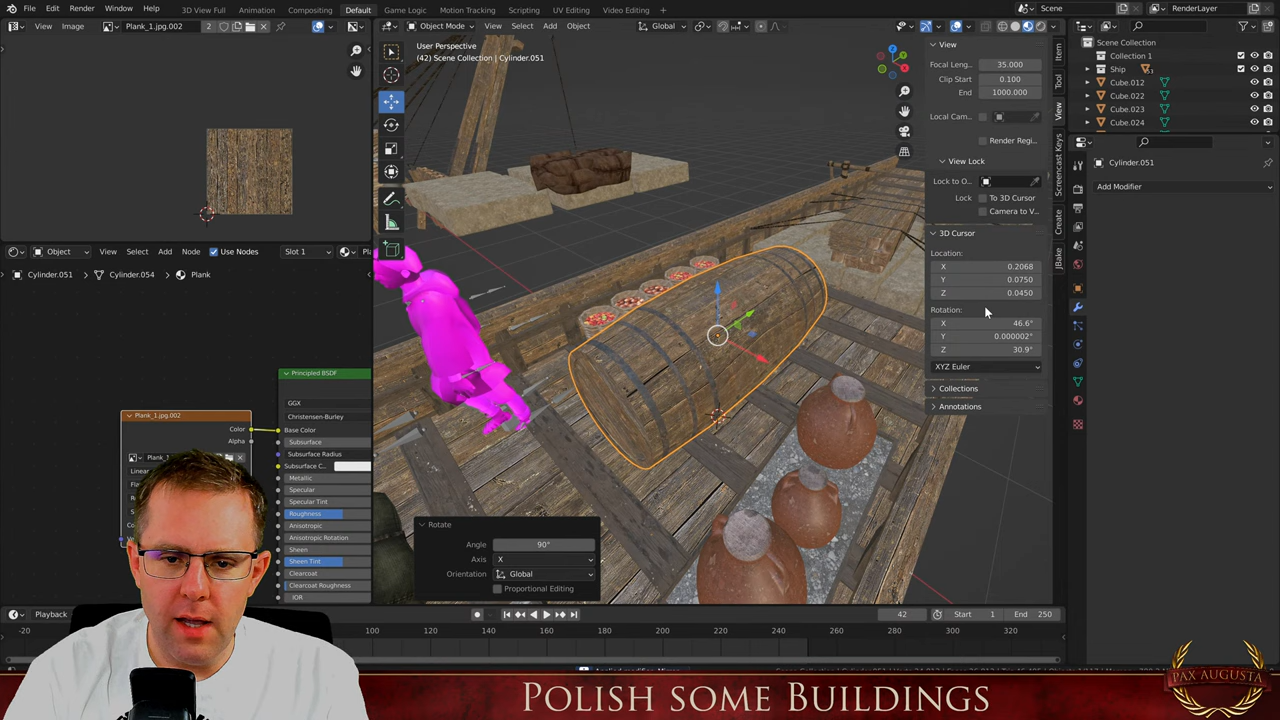 File Edit Render Window Help 3D View Full Animation Compositing Default Game Logic Motion Tracking Scripting UV Editing Video Editing + Scene RenderLayer
View Image Plank_1.jpg.002 2
Object Mode View Select Add Object Global
User Perspective
(42) Scene Collection | Cylinder.051
View
Focal Leng... 35.000
Clip Start 0.100
End 1000.000
Local Cam...
Render Regi...
View Lock
Lock to O...
Lock To 3D Cursor
Camera to V...
3D Cursor
Location:
X 0.2068
Y 0.0750
Z 0.0450
Rotation:
X 46.6°
Y 0.000002°
Z 30.9°
XYZ Euler
Collections
Annotations
Item
Tool
View
Screencast Keys
Create
JBake
Scene Collection
Collection 1
Ship
Cube.012
Cube.022
Cube.023
Cube.024
Cylinder.051
Add Modifier
Object View Select Add Node Use Nodes Slot 1
Cylinder.051 Cylinder.054 Plank
Principled BSDF
GGX
Christensen-Burley
Base Color
Subsurface
Subsurface Radius
Subsurface C...
Metallic
Specular
Specular Tint
Roughness
Anisotropic
Anisotropic Rotation
Sheen
Sheen Tint
Clearcoat
Clearcoat Roughness
IOR
Plank_1.jpg.002
Color
Alpha
Rotate
Angle 90°
Axis X
Orientation Global
Proportional Editing
Playback 42 Start 1 End 250
-20 100 120 140 160 180 200 220 240 260 280 300 320
Polish some Buildings
PAX AUGUSTA